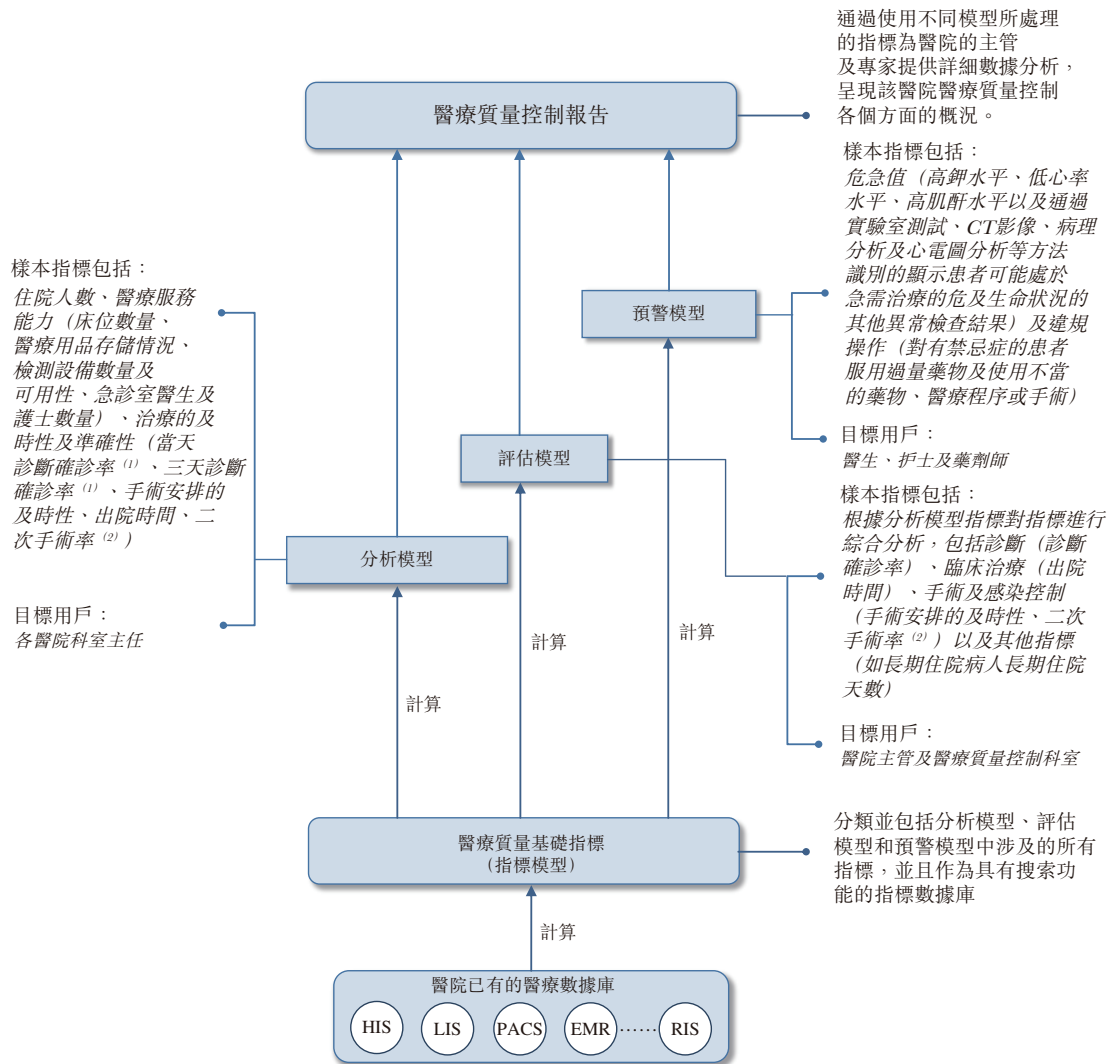 通過使用不同模型所處理
的指標為醫院的主管
及專家提供詳細數據分析，
呈現該醫院醫療質量控制
各個方面的概況。
醫療質量控制報告
樣本指標包括：
危急值（高鉀水平、低心率
水平、高肌酐水平以及通過
實驗室測試、CT影像、病理
分析及心電圖分析等方法
識別的顯示患者可能處於
急需治療的危及生命狀況的
其他異常檢查結果）及違規
操作（對有禁忌症的患者
服用過量藥物及使用不當
的藥物、醫療程序或手術）
目標用戶：
醫生、护士及藥劑師
預警模型
樣本指標包括：
住院人數、醫療服務
能力（床位數量、
醫療用品存儲情況、
檢測設備數量及
可用性、急診室醫生及
護士數量）、治療的及
時性及準確性（當天
診斷確診率(1)、三天診斷
確診率(1)、手術安排的
及時性、出院時間、二
次手術率(2)）
目標用戶：
各醫院科室主任
評估模型
分析模型
樣本指標包括：
根據分析模型指標對指標進行
綜合分析，包括診斷（診斷
確診率）、臨床治療（出院
時間）、手術及感染控制
（手術安排的及時性、二次
手術率(2)）以及其他指標
（如長期住院病人長期住院
天數）
目標用戶：
醫院主管及醫療質量控制科室
計算
計算
計算
醫療質量基礎指標
(指標模型)
分類並包括分析模型、評估
模型和預警模型中涉及的所有
指標，並且作為具有搜索功
能的指標數據庫
計算
醫院已有的醫療數據庫
HIS LIS PACS EMR …… RIS